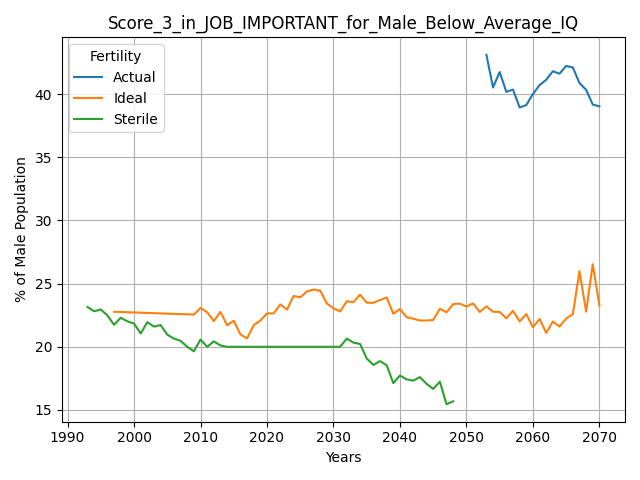 Score_3_in_JOB_IMPORTANT_for_Male_Below_Average_IQ
Fertility
Actual
Ideal
Sterile
% of Male Population
40
35
30
25
20
15
1990 2000 2010 2020 2030 2040 2050 2060 2070
Years